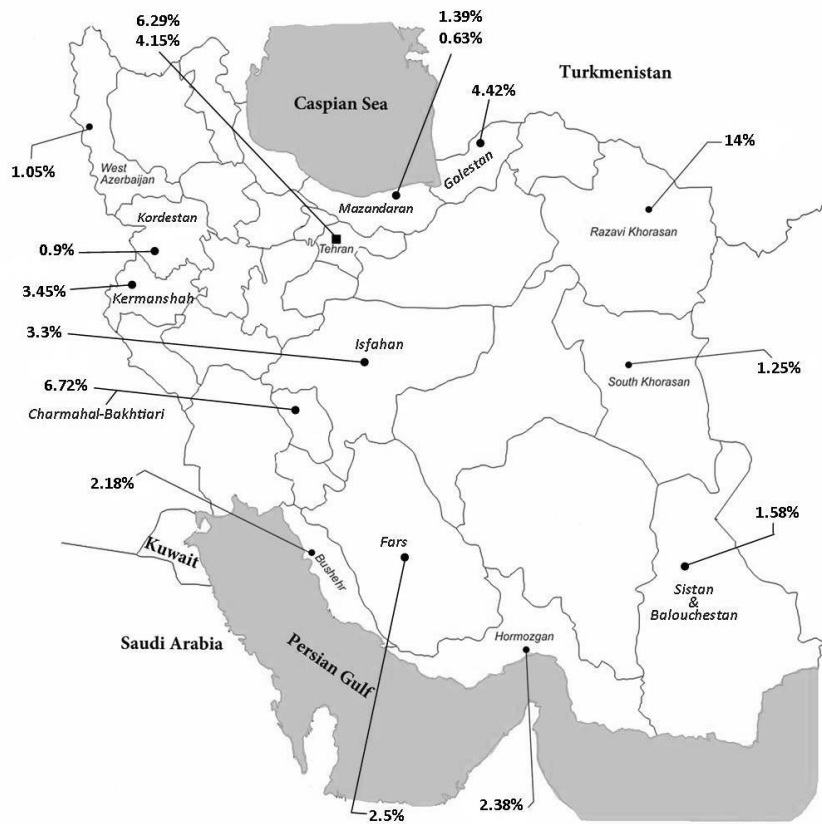 6.29%
4.15%
1.39%
0.63%
Turkmenistan
4.42%
Caspian Sea
14%
1.05%
West
Azerbaijan
Golestan
Kordestan
Mazandaran
Razavi Khorasan
0.9%
Tehran
3.45%
Kermanshah
3.3%
Isfahan
1.25%
South Khorasan
6.72%
Charmahal-Bakhtiari
2.18%
1.58%
Kuwait
Bushehr
Fars
Sistan
&
Balouchestan
Saudi Arabia
Persian Gulf
Hormozgan
2.38%
2.5%